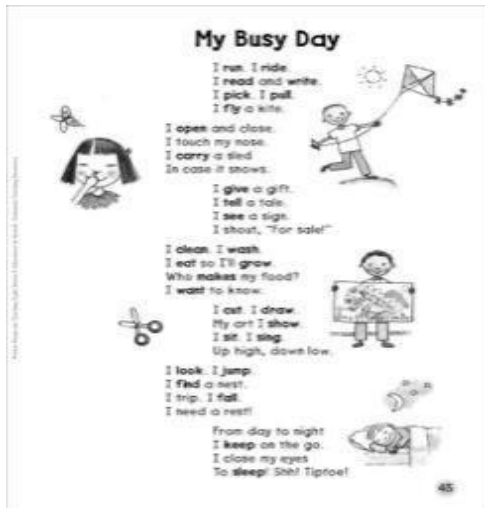 My Busy Day
I run. I ride.
I read and write.
I pick. I pull.
I fly a kite.
I open and close.
I touch my nose.
I carry a sled
In case it snows.
I give a gift.
I tell a tale.
I see a sign.
I shout, "For sale!"
I clean. I wash.
I eat so I'll grow.
Who makes my food?
I want to know.
I cut. I draw.
My art I show.
I sit. I sing.
Up high, down low.
I look. I jump.
I find a nest.
I trip. I fall.
I need a rest!
From day to night
I keep on the go.
I close my eyes
To sleep! Shh! Tiptoe!
45